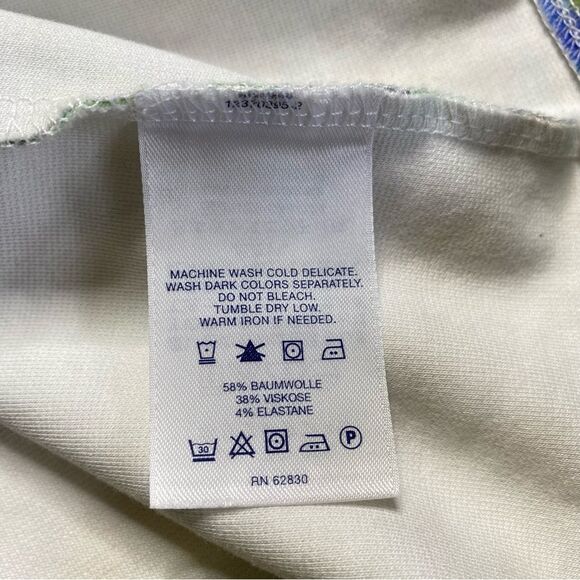 MACHINE WASH COLD DELICATE.
WASH DARK COLORS SEPARATELY.
DO NOT BLEACH.
TUMBLE DRY LOW.
WARM IRON IF NEEDED.
58% BAUMWOLLE
38% VISKOSE
4% ELASTANE
30 P
RN 62830